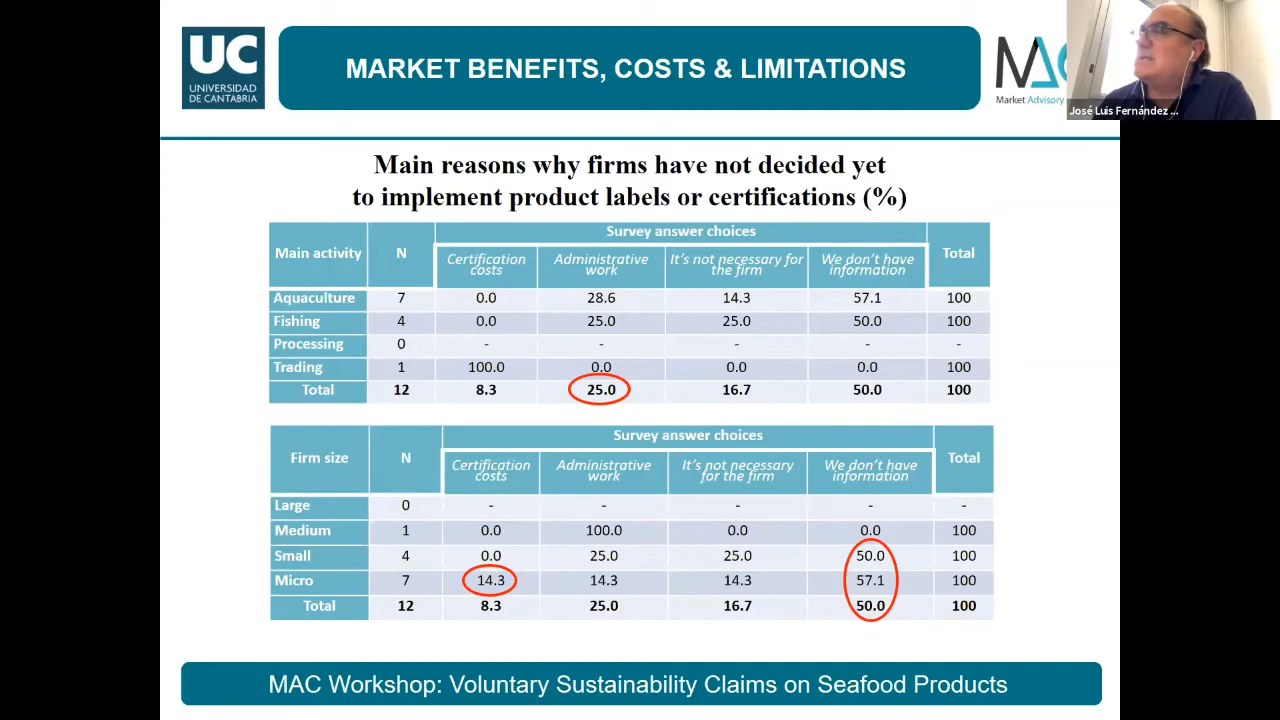 UC
UNIVERSIDAD
DE CANTABRIA
MARKET BENEFITS, COSTS & LIMITATIONS
MAC
Market Advisory
José Luis Fernández ...
Main reasons why firms have not decided yet
to implement product labels or certifications (%)
Main activity N Survey answer choices Total
Certification costs Administrative work It's not necessary for the firm We don't have information
Aquaculture 7 0.0 28.6 14.3 57.1 100
Fishing 4 0.0 25.0 25.0 50.0 100
Processing 0 - - - - -
Trading 1 100.0 0.0 0.0 0.0 100
Total 12 8.3 25.0 16.7 50.0 100
Firm size N Survey answer choices Total
Certification costs Administrative work It's not necessary for the firm We don't have information
Large 0 - - - - -
Medium 1 0.0 100.0 0.0 0.0 100
Small 4 0.0 25.0 25.0 50.0 100
Micro 7 14.3 14.3 14.3 57.1 100
Total 12 8.3 25.0 16.7 50.0 100
MAC Workshop: Voluntary Sustainability Claims on Seafood Products